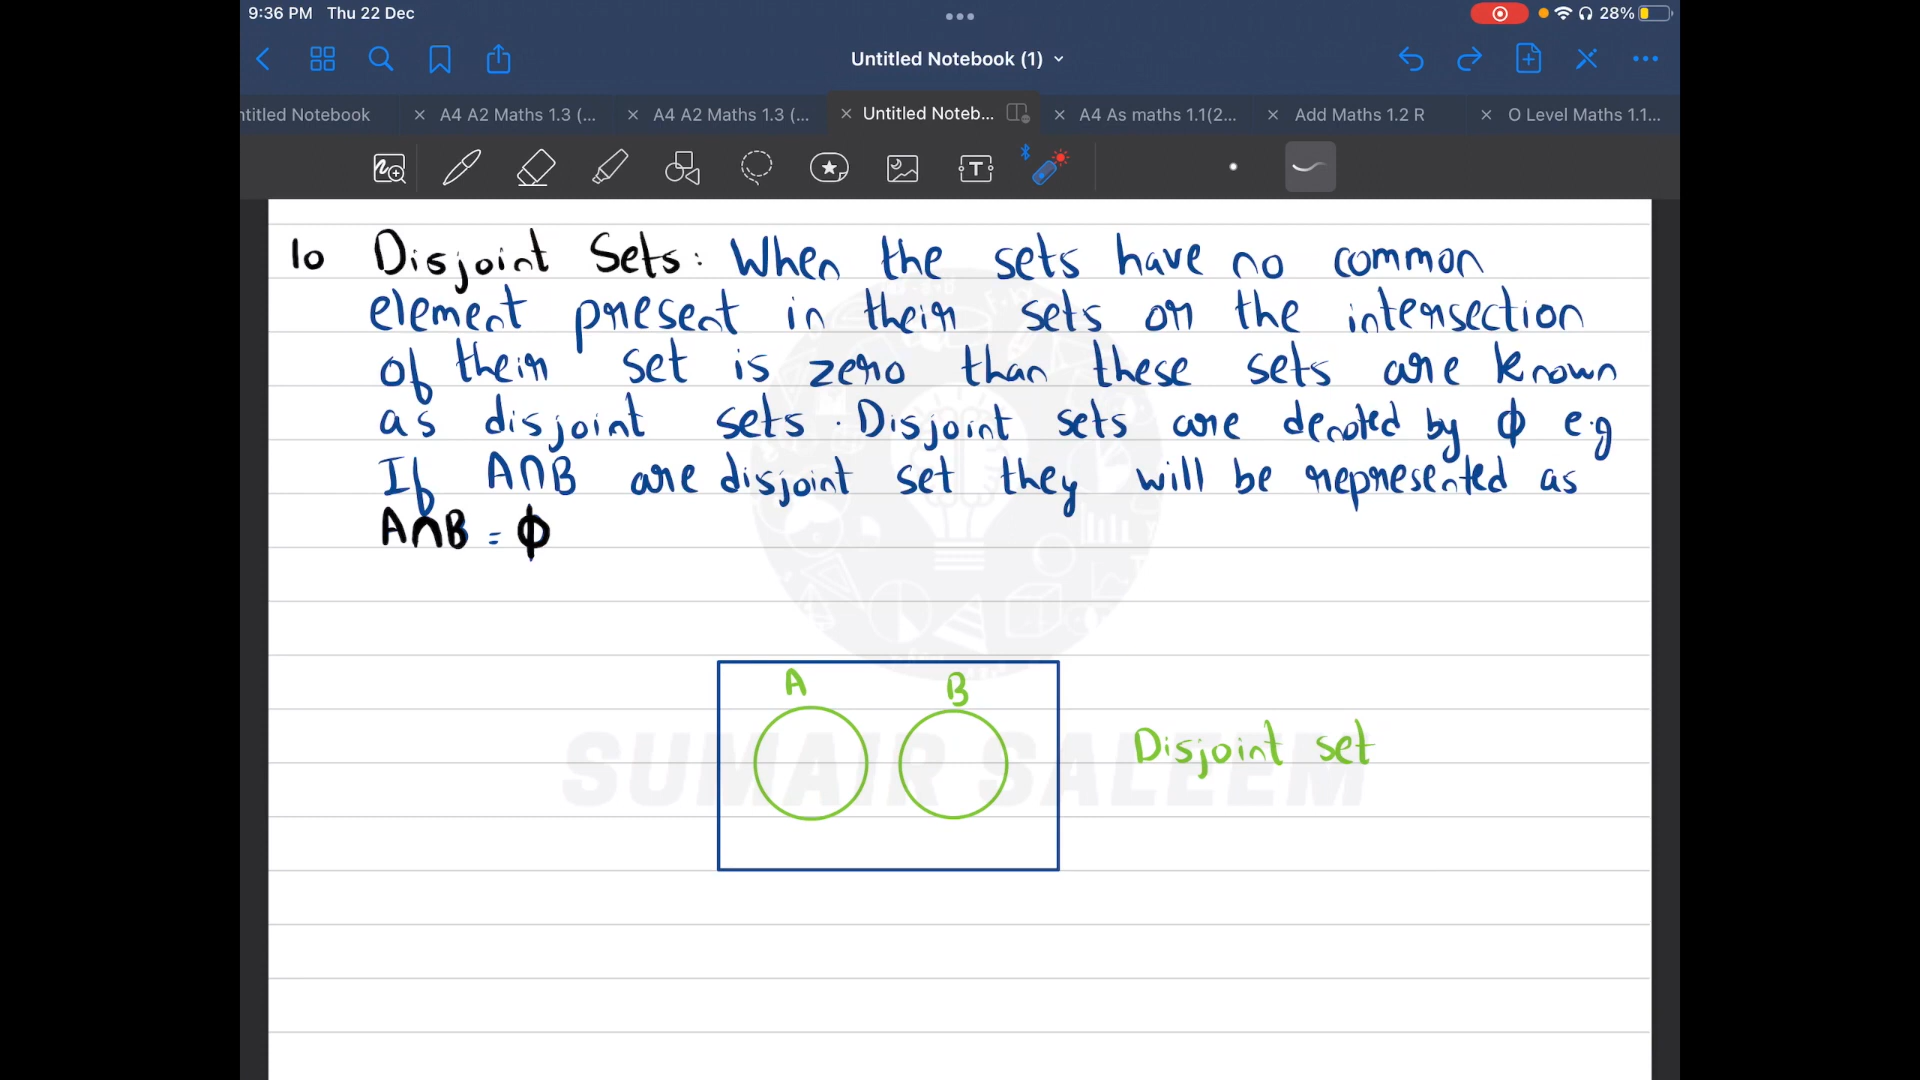 9:36 PM Thu 22 Dec
28%
Untitled Notebook (1)
ntitled Notebook
A4 A2 Maths 1.3 (...
A4 A2 Maths 1.3 (...
Untitled Noteb...
A4 As maths 1.1(2...
Add Maths 1.2 R
O Level Maths 1.1...
10 Disjoint Sets: When the sets have no common
element present in their sets or the intersection
of their set is zero than these sets are known
as disjoint sets. Disjoint sets are denoted by ϕ e.g
If A∩B are disjoint set they will be represented as
A∩B = ϕ
A B
Disjoint set
SUMAIR SALEEM